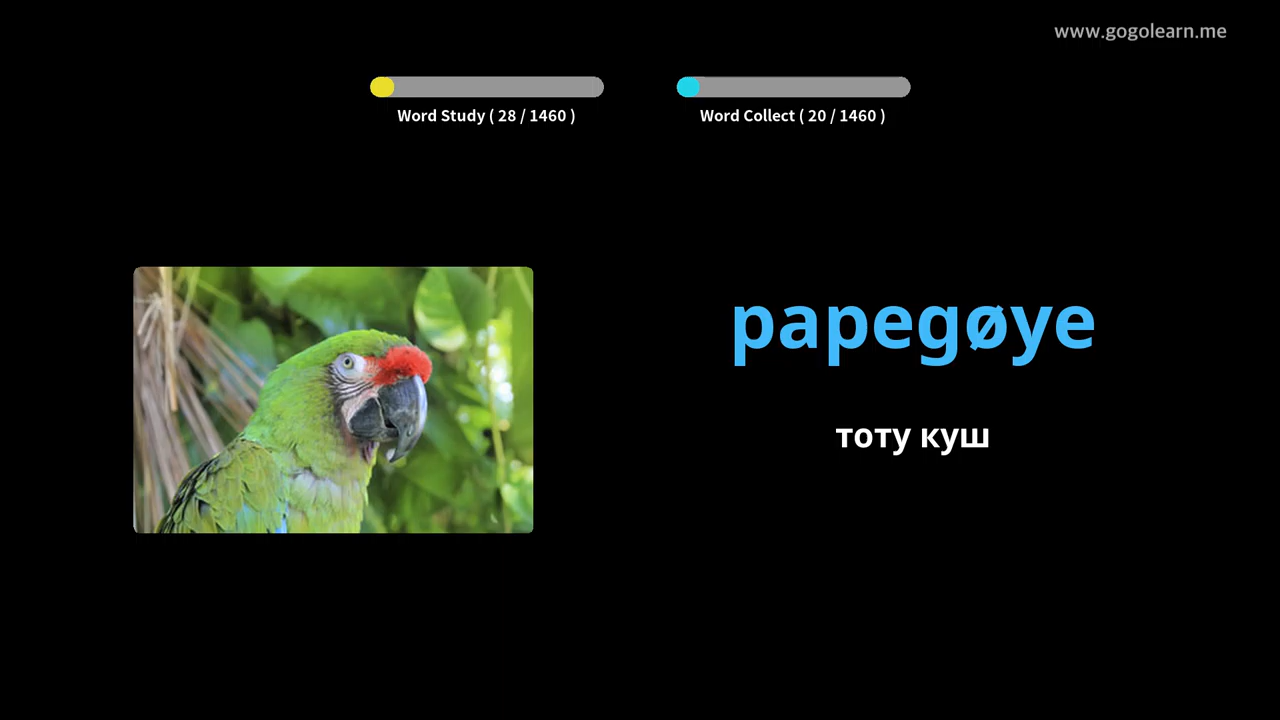 www.gogolearn.me
Word Study ( 28 / 1460 )
Word Collect ( 20 / 1460 )
papegøye
тоту куш